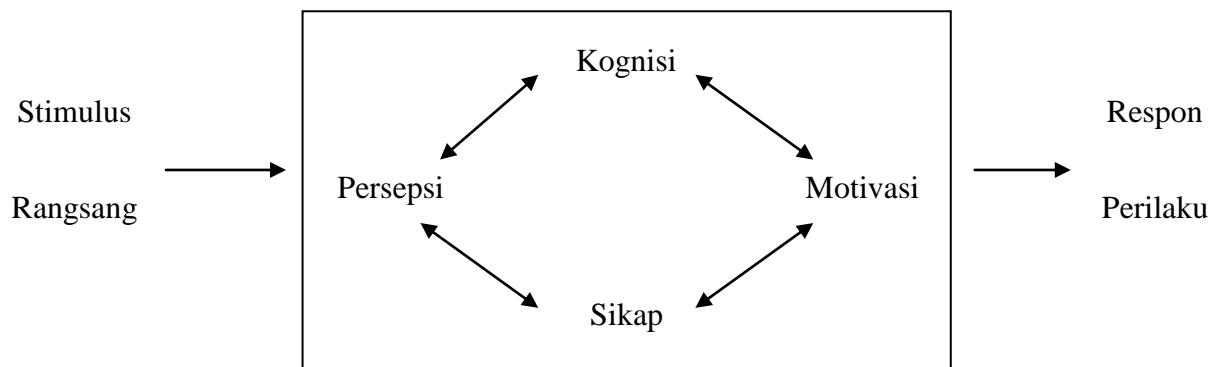 Kognisi
Stimulus
Respon
Persepsi
Motivasi
Rangsang
Perilaku
Sikap